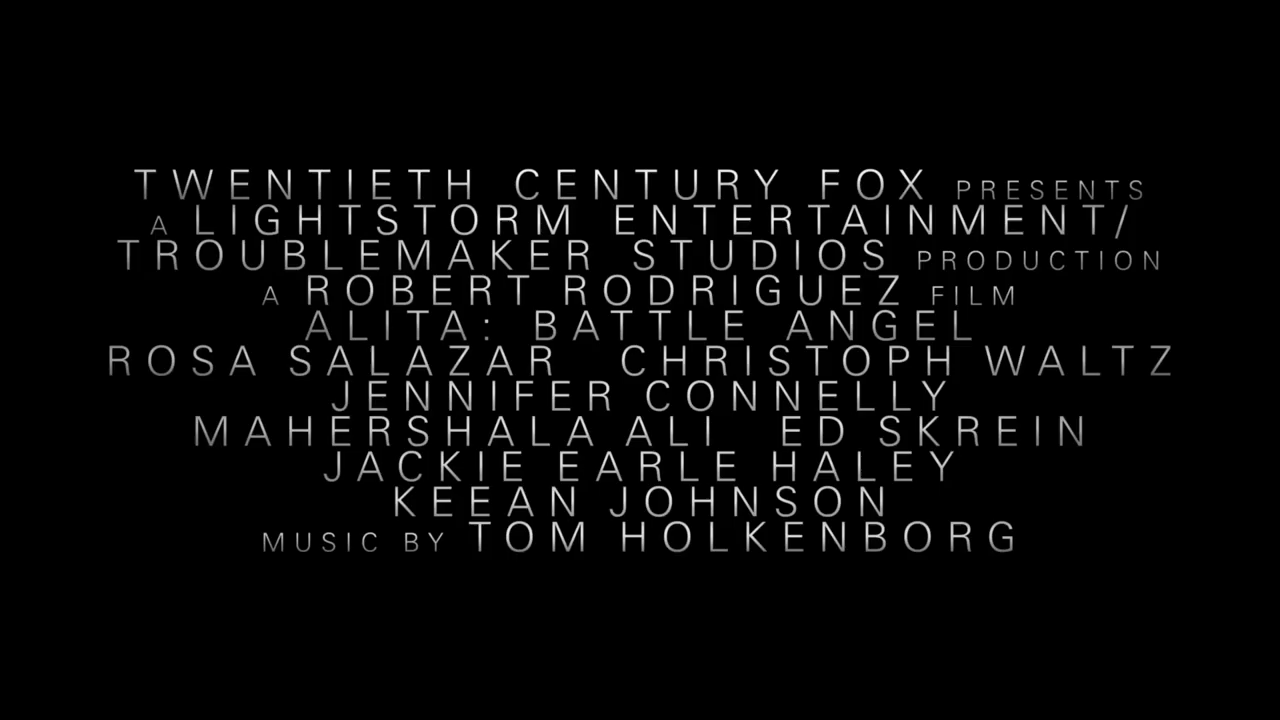 TWENTIETH CENTURY FOX PRESENTS
A LIGHTSTORM ENTERTAINMENT/
TROUBLEMAKER STUDIOS PRODUCTION
A ROBERT RODRIGUEZ FILM
ALITA: BATTLE ANGEL
ROSA SALAZAR CHRISTOPH WALTZ
JENNIFER CONNELLY
MAHERSHALA ALI ED SKREIN
JACKIE EARLE HALEY
KEEAN JOHNSON
MUSIC BY TOM HOLKENBORG